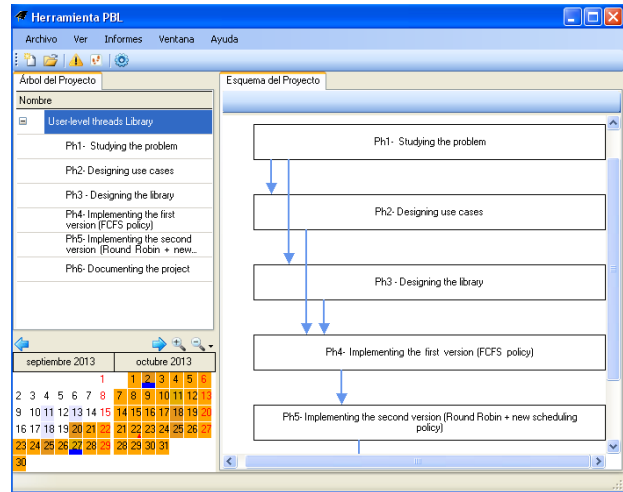 Herramienta PBL
Archivo Ver Informes Ventana Ayuda
Árbol del Proyecto
Nombre
User-level threads Library
Ph1- Studying the problem
Ph2- Designing use cases
Ph3 - Designing the library
Ph4- Implementing the first
version (FCFS policy)
Ph5- Implementing the second
version (Round Robin + new...
Ph6- Documenting the project
septiembre 2013 octubre 2013
1 1 2 3 4 5 6
2 3 4 5 6 7 8 7 8 9 10 11 12 13
9 10 11 12 13 14 15 14 15 16 17 18 19 20
16 17 18 19 20 21 22 21 22 23 24 25 26 27
23 24 25 26 27 28 29 28 29 30 31
30
Esquema del Proyecto
Ph1- Studying the problem
Ph2- Designing use cases
Ph3 - Designing the library
Ph4- Implementing the first version (FCFS policy)
Ph5- Implementing the second version (Round Robin + new scheduling
policy)